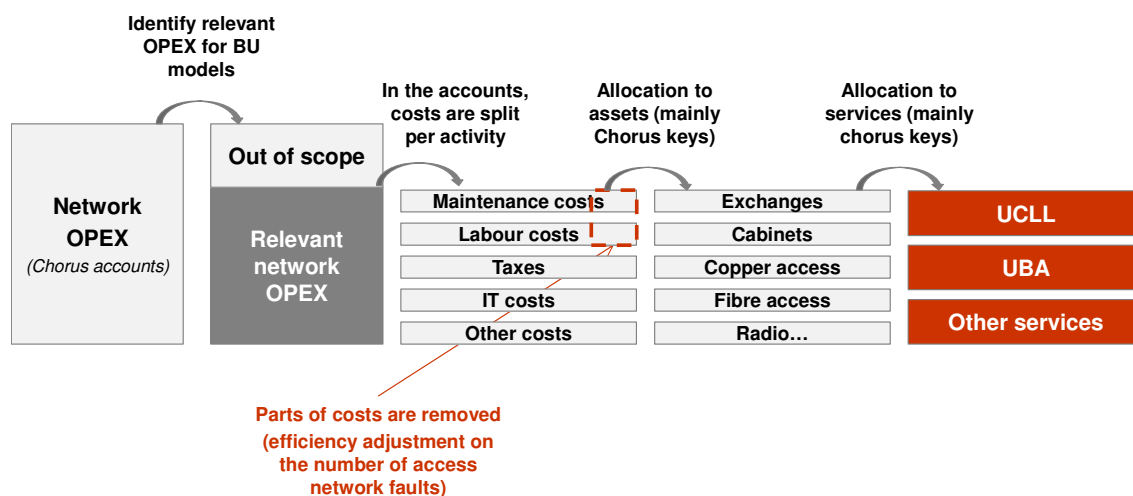 Identify relevant
OPEX for BU
models
In the accounts,
costs are split
per activity
Allocation to
assets (mainly
Chorus keys)
Allocation to
services (mainly
chorus keys)
Network
OPEX
(Chorus accounts)
Out of scope
Relevant
network
OPEX
Maintenance costs
Labour costs
Taxes
IT costs
Other costs
Exchanges
Cabinets
Copper access
Fibre access
Radio…
UCLL
UBA
Other services
Parts of costs are removed
(efficiency adjustment on
the number of access
network faults)